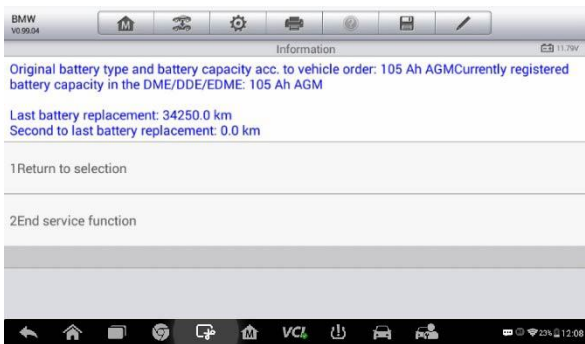 BMW
V0.99.04
Information
11.79V
Original battery type and battery capacity acc. to vehicle order: 105 Ah AGMCurrently registered
battery capacity in the DME/DDE/EDME: 105 Ah AGM
Last battery replacement: 34250.0 km
Second to last battery replacement: 0.0 km
1Return to selection
2End service function
VCI
23%
12:08